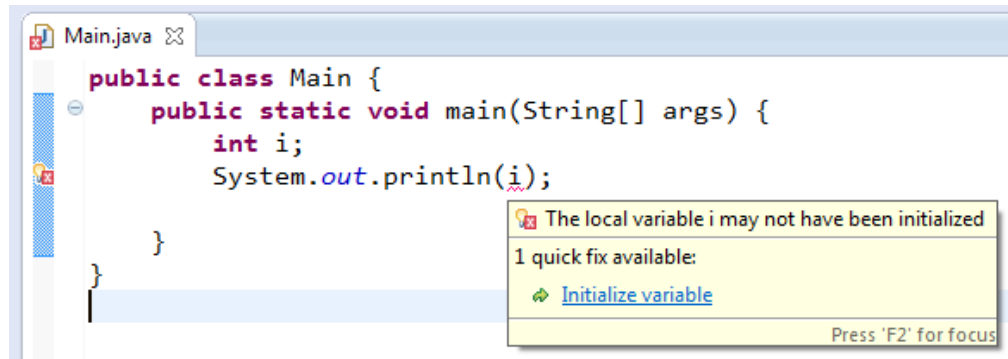 Main.java
public class Main {
public static void main(String[] args) {
int i;
System.out.println(i);
The local variable i may not have been initialized
1 quick fix available:
}
Initialize variable
}
Press 'F2' for focus